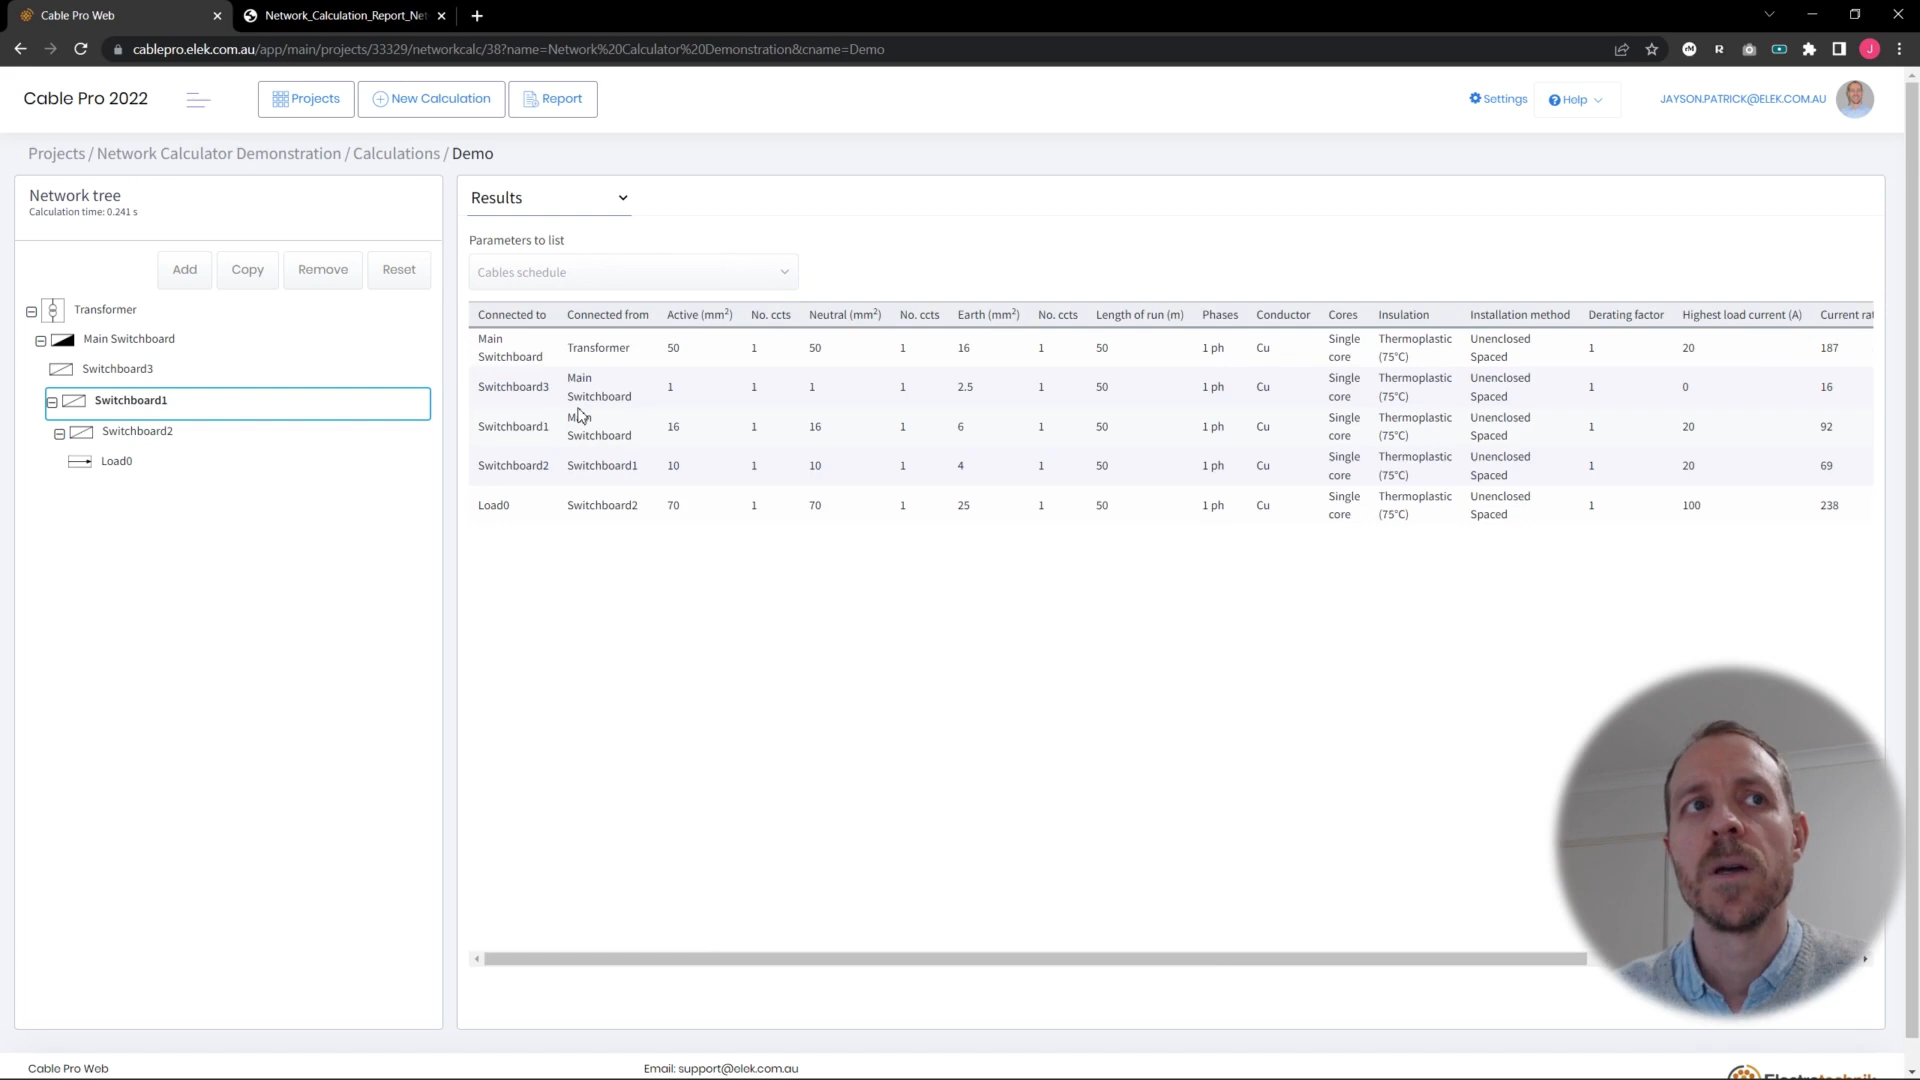 Cable Pro Web
Network_Calculation_Report_Net
cablepro.elek.com.au/app/main/projects/33329/networkcalc/38?name=Network%20Calculator%20Demonstration&cname=Demo
R
J
Cable Pro 2022
Projects
New Calculation
Report
Settings
Help
JAYSON.PATRICK@ELEK.COM.AU
Projects / Network Calculator Demonstration / Calculations / Demo
Network tree
Calculation time: 0.241 s
Add Copy Remove Reset
Transformer
Main Switchboard
Switchboard3
Switchboard1
Switchboard2
Load0
Results
Parameters to list
Cables schedule
Connected to Connected from Active (mm²) No. ccts Neutral (mm²) No. ccts Earth (mm²) No. ccts Length of run (m) Phases Conductor Cores Insulation Installation method Derating factor Highest load current (A) Current rat
Main Switchboard Transformer 50 1 50 1 16 1 50 1 ph Cu Single core Thermoplastic (75°C) Unenclosed Spaced 1 20 187
Switchboard3 Main Switchboard 1 1 1 1 2.5 1 50 1 ph Cu Single core Thermoplastic (75°C) Unenclosed Spaced 1 0 16
Switchboard1 Main Switchboard 16 1 16 1 6 1 50 1 ph Cu Single core Thermoplastic (75°C) Unenclosed Spaced 1 20 92
Switchboard2 Switchboard1 10 1 10 1 4 1 50 1 ph Cu Single core Thermoplastic (75°C) Unenclosed Spaced 1 20 69
Load0 Switchboard2 70 1 70 1 25 1 50 1 ph Cu Single core Thermoplastic (75°C) Unenclosed Spaced 1 100 238
Cable Pro Web
Email: support@elek.com.au